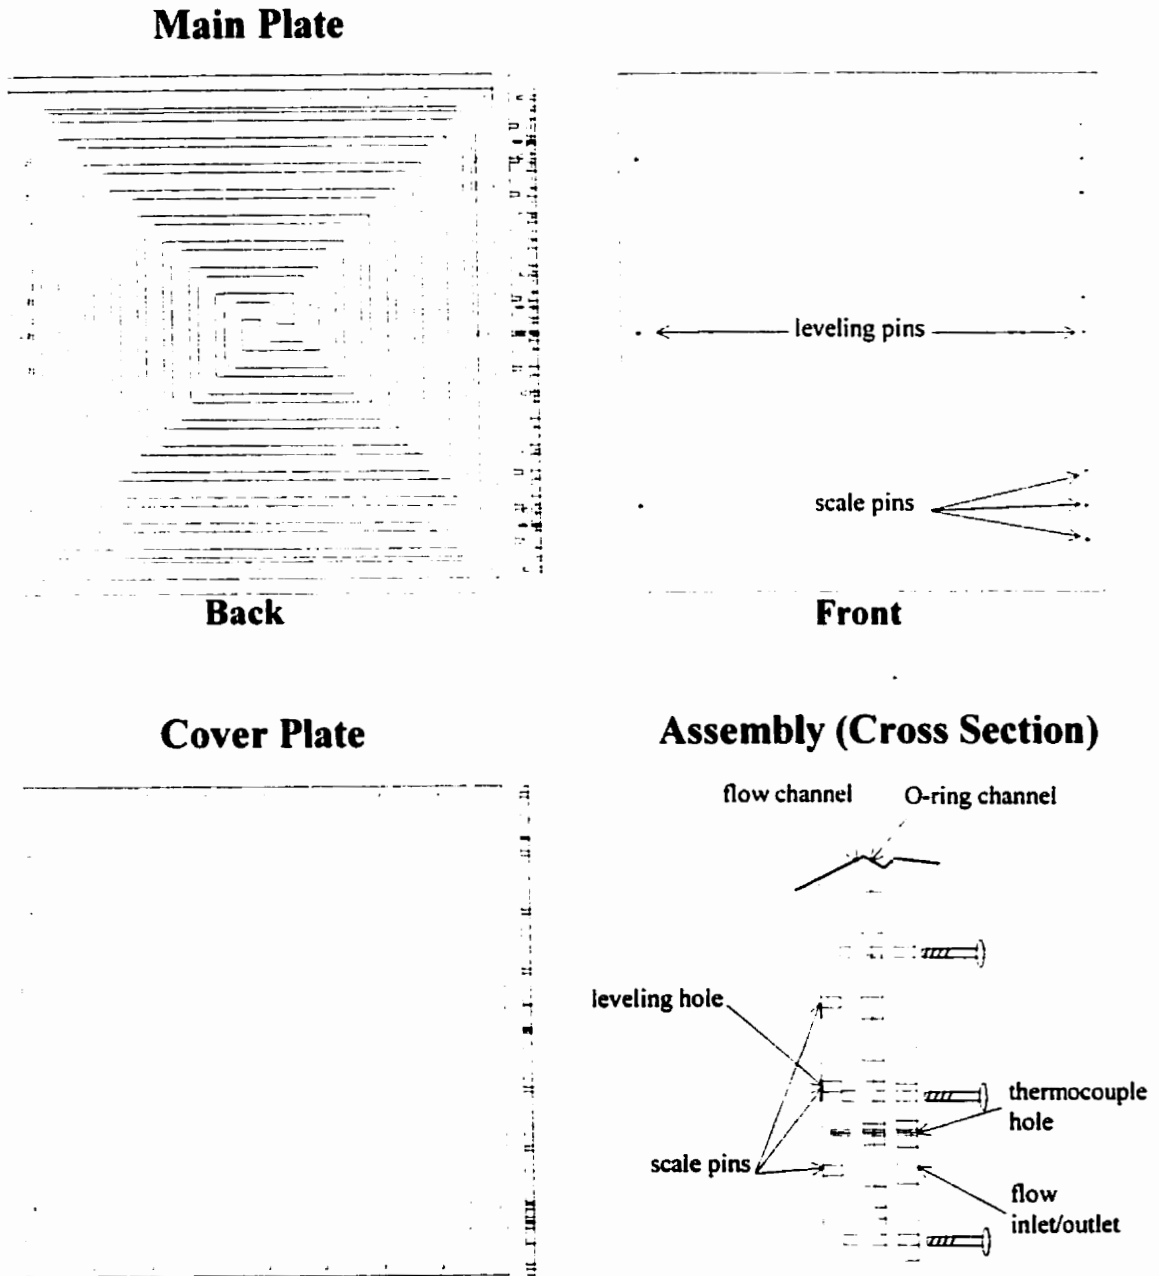 Main Plate
leveling pins
scale pins
Back
Front
Cover Plate
Assembly (Cross Section)
flow channel
O-ring channel
leveling hole
thermocouple
hole
scale pins
flow
inlet/outlet